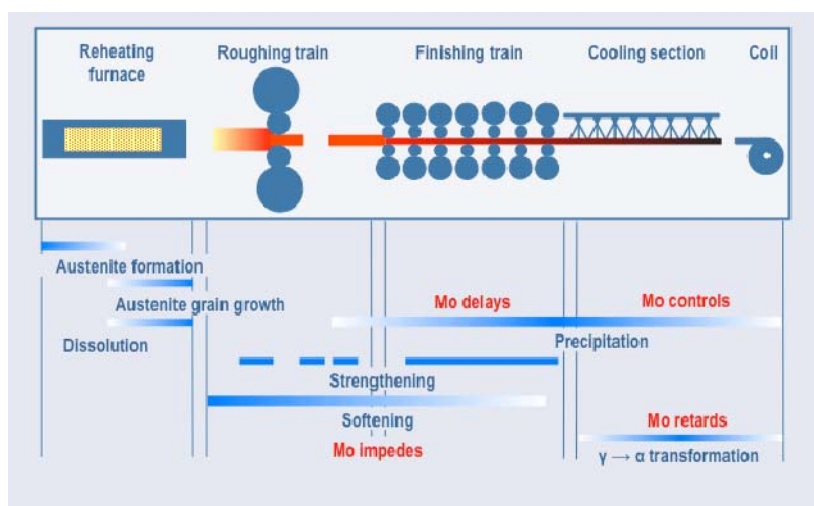 Reheating furnace
Roughing train
Finishing train
Cooling section
Coil
Austenite formation
Austenite grain growth
Mo delays
Mo controls
Dissolution
Precipitation
Strengthening
Softening
Mo retards
Mo impedes
γ → α transformation